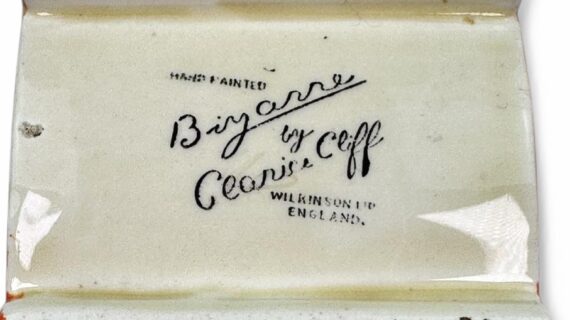 HAND PAINTED
Bizarre
by
Clarice Cliff
WILKINSON LTD
ENGLAND.